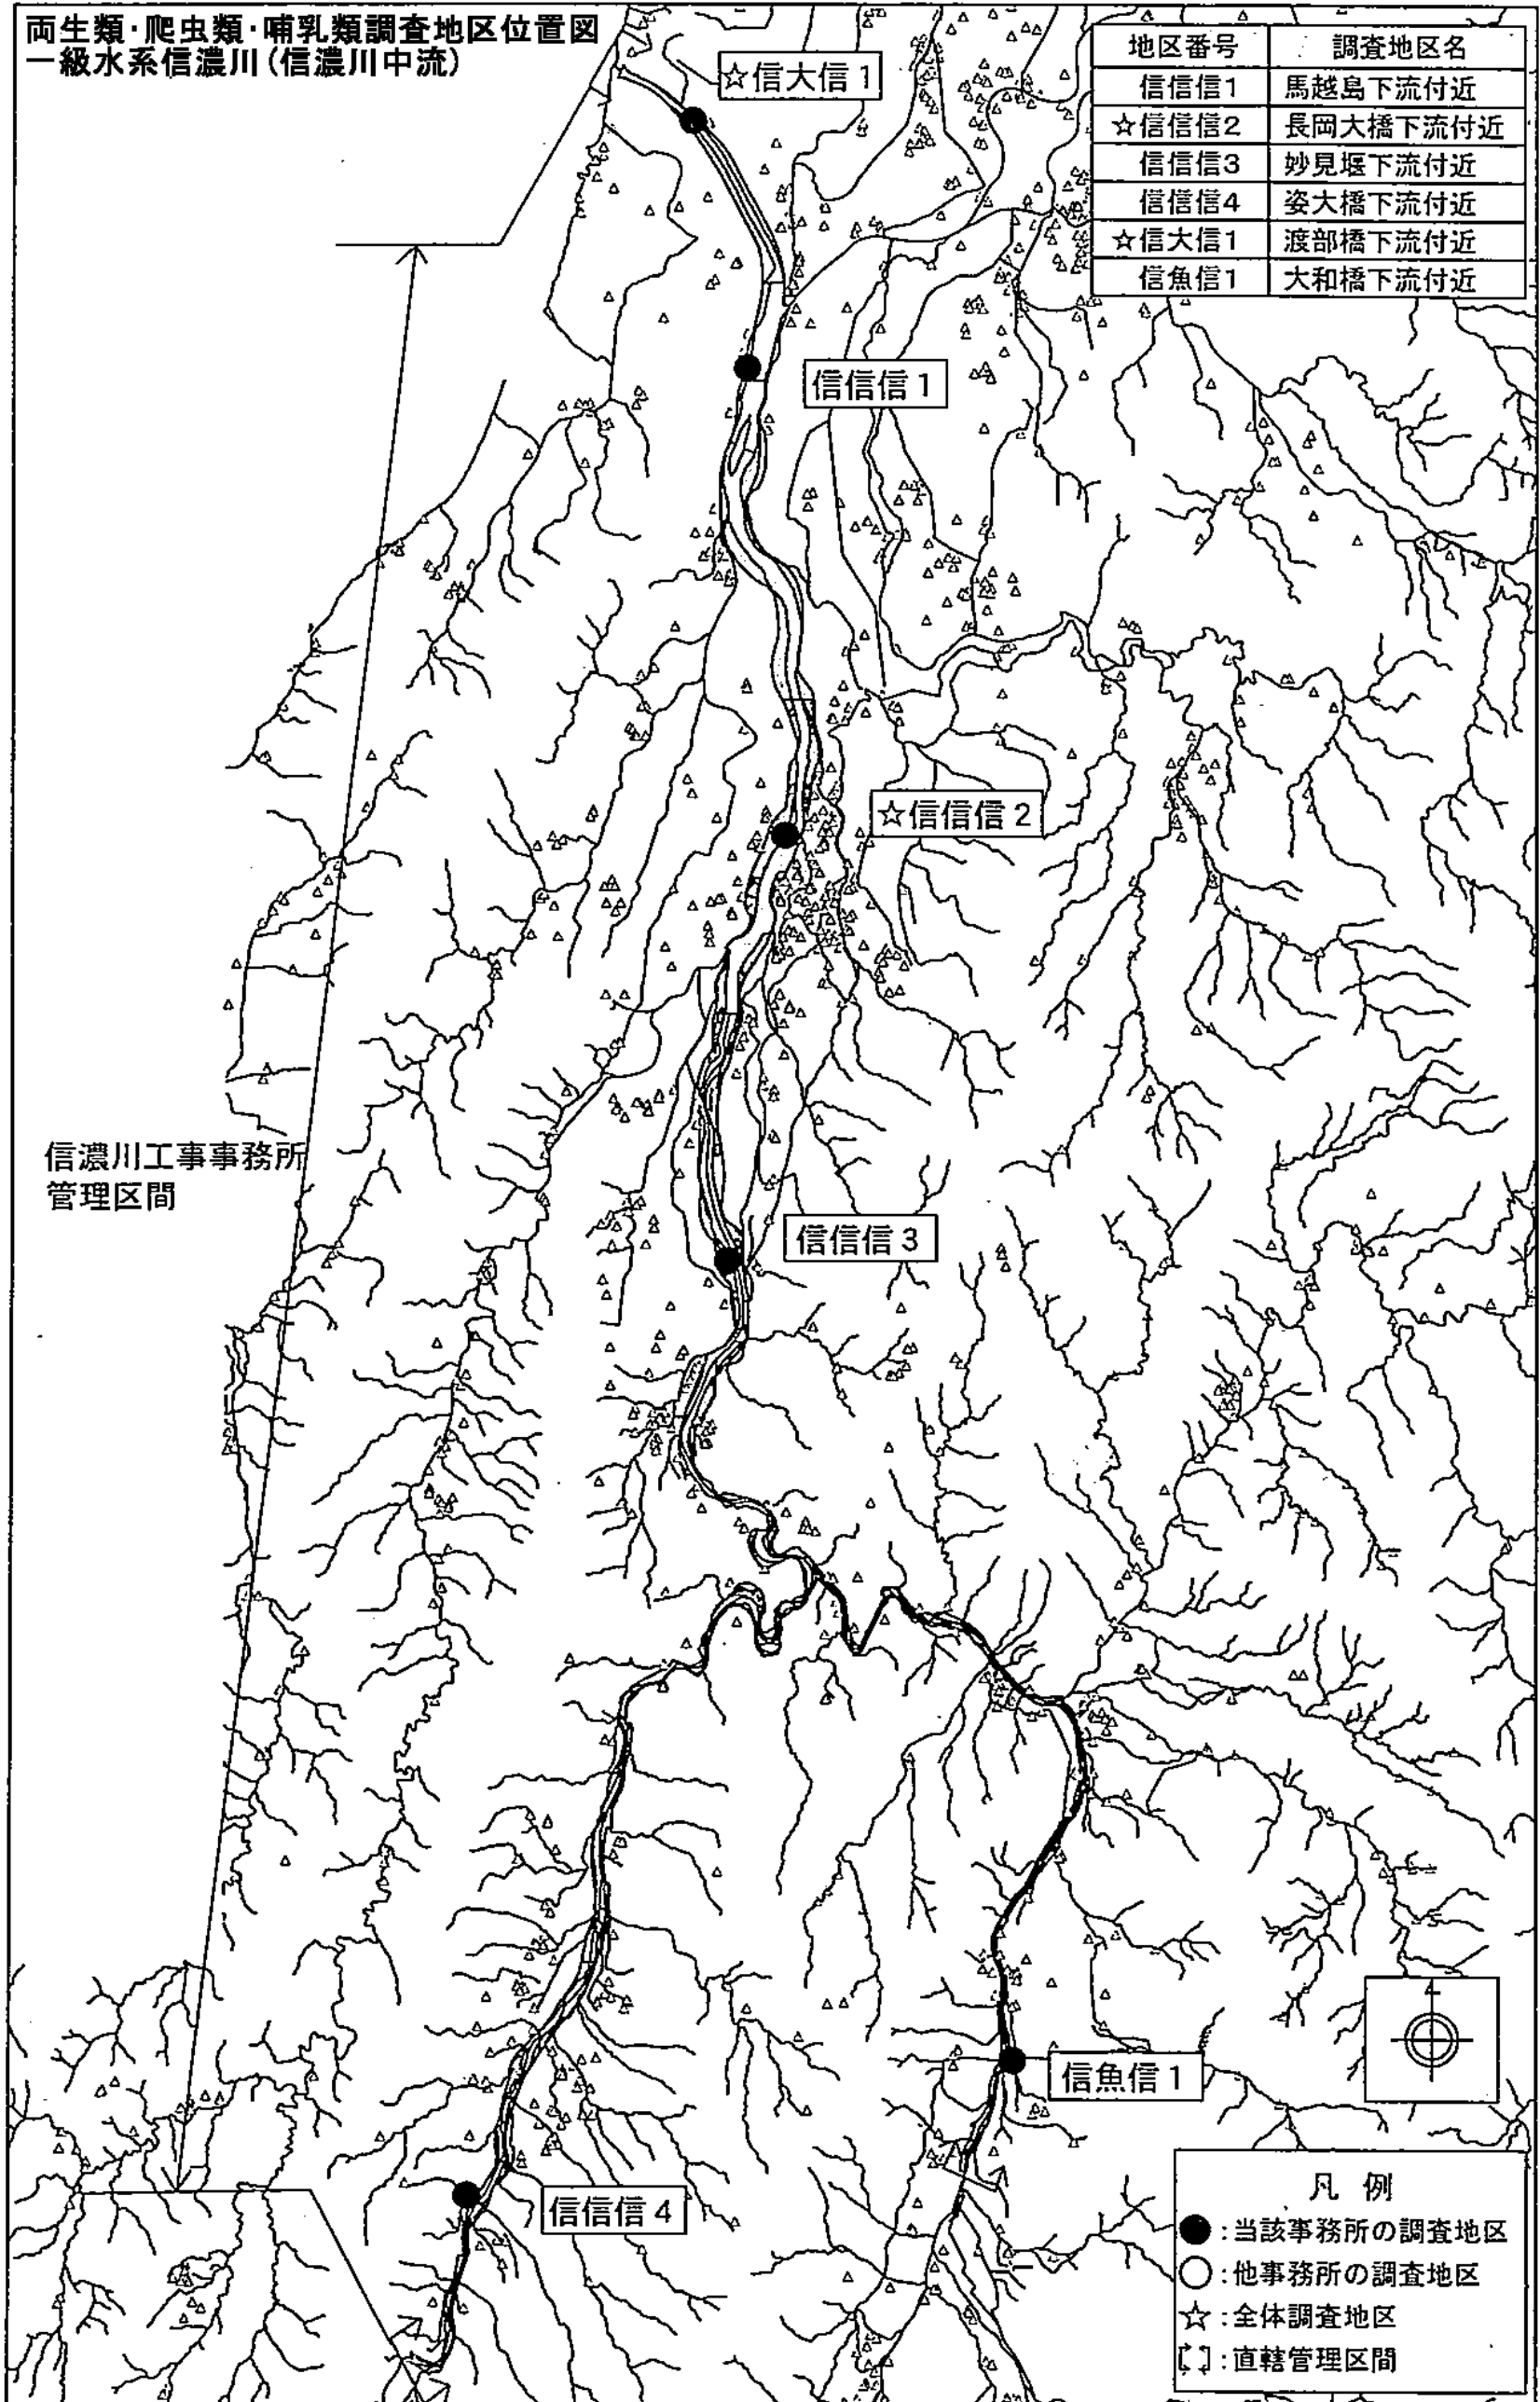 両生類･爬虫類･哺乳類調査地区位置図
一級水系信濃川(信濃川中流)
地区番号 調査地区名
信信信1 馬越島下流付近
☆信信信2 長岡大橋下流付近
信信信3 妙見堰下流付近
信信信4 姿大橋下流付近
☆信大信1 渡部橋下流付近
信魚信1 大和橋下流付近
☆信大信1
信信信1
☆信信信2
信濃川工事事務所
管理区間
信信信3
信魚信1
信信信4
凡例
●:当該事務所の調査地区
○:他事務所の調査地区
☆:全体調査地区
[ ]:直轄管理区間